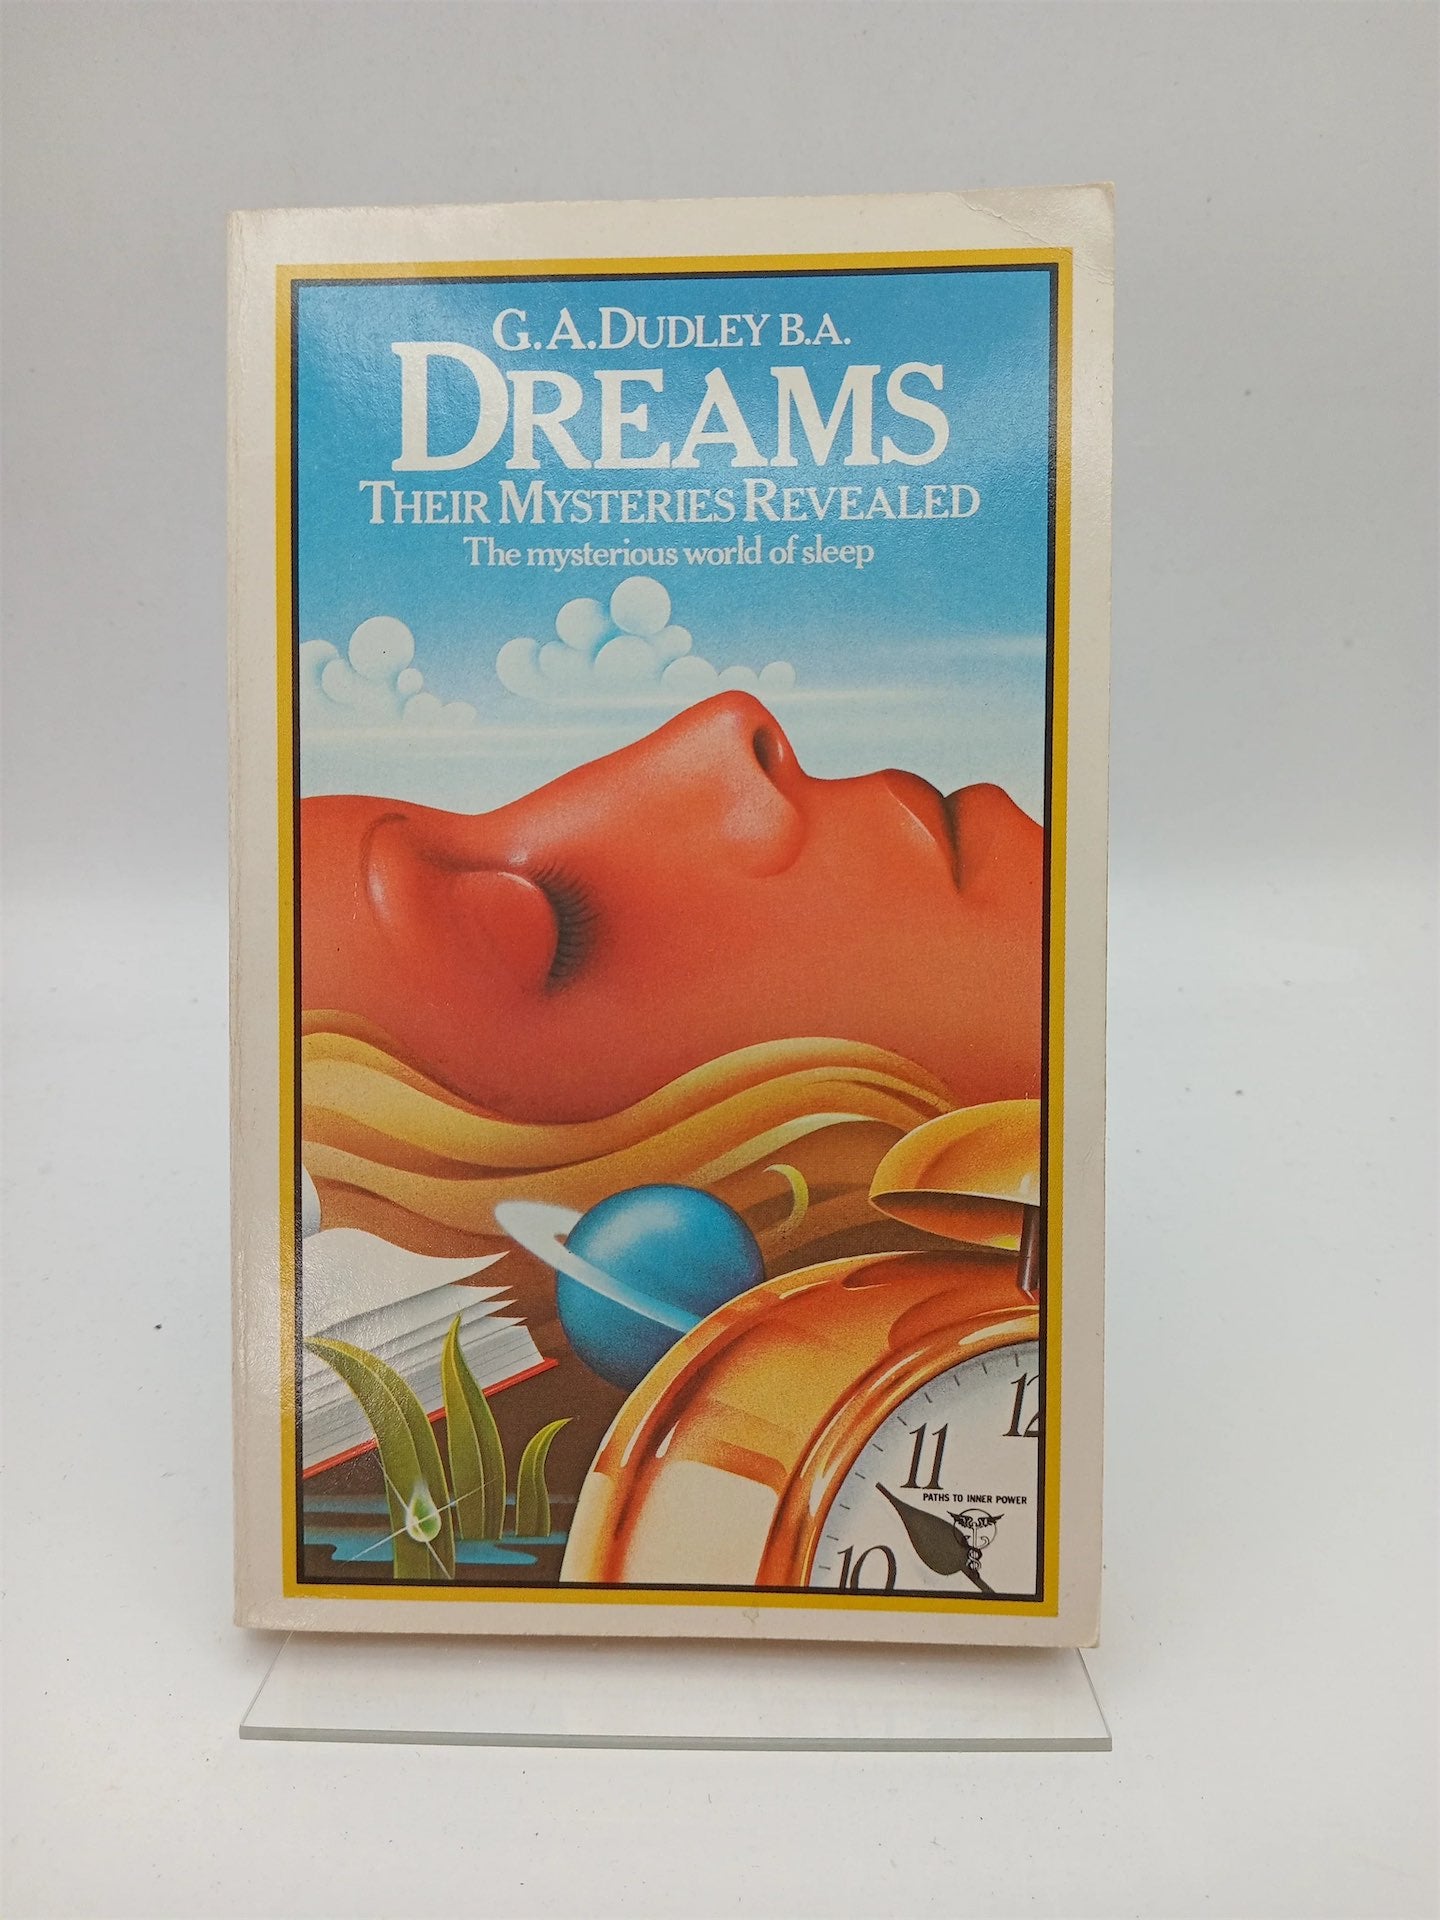 G.A.DUDLEY B.A.
DREAMS
THEIR MYSTERIES REVEALED
The mysterious world of sleep
12
11
PATHS TO INNER POWER
10